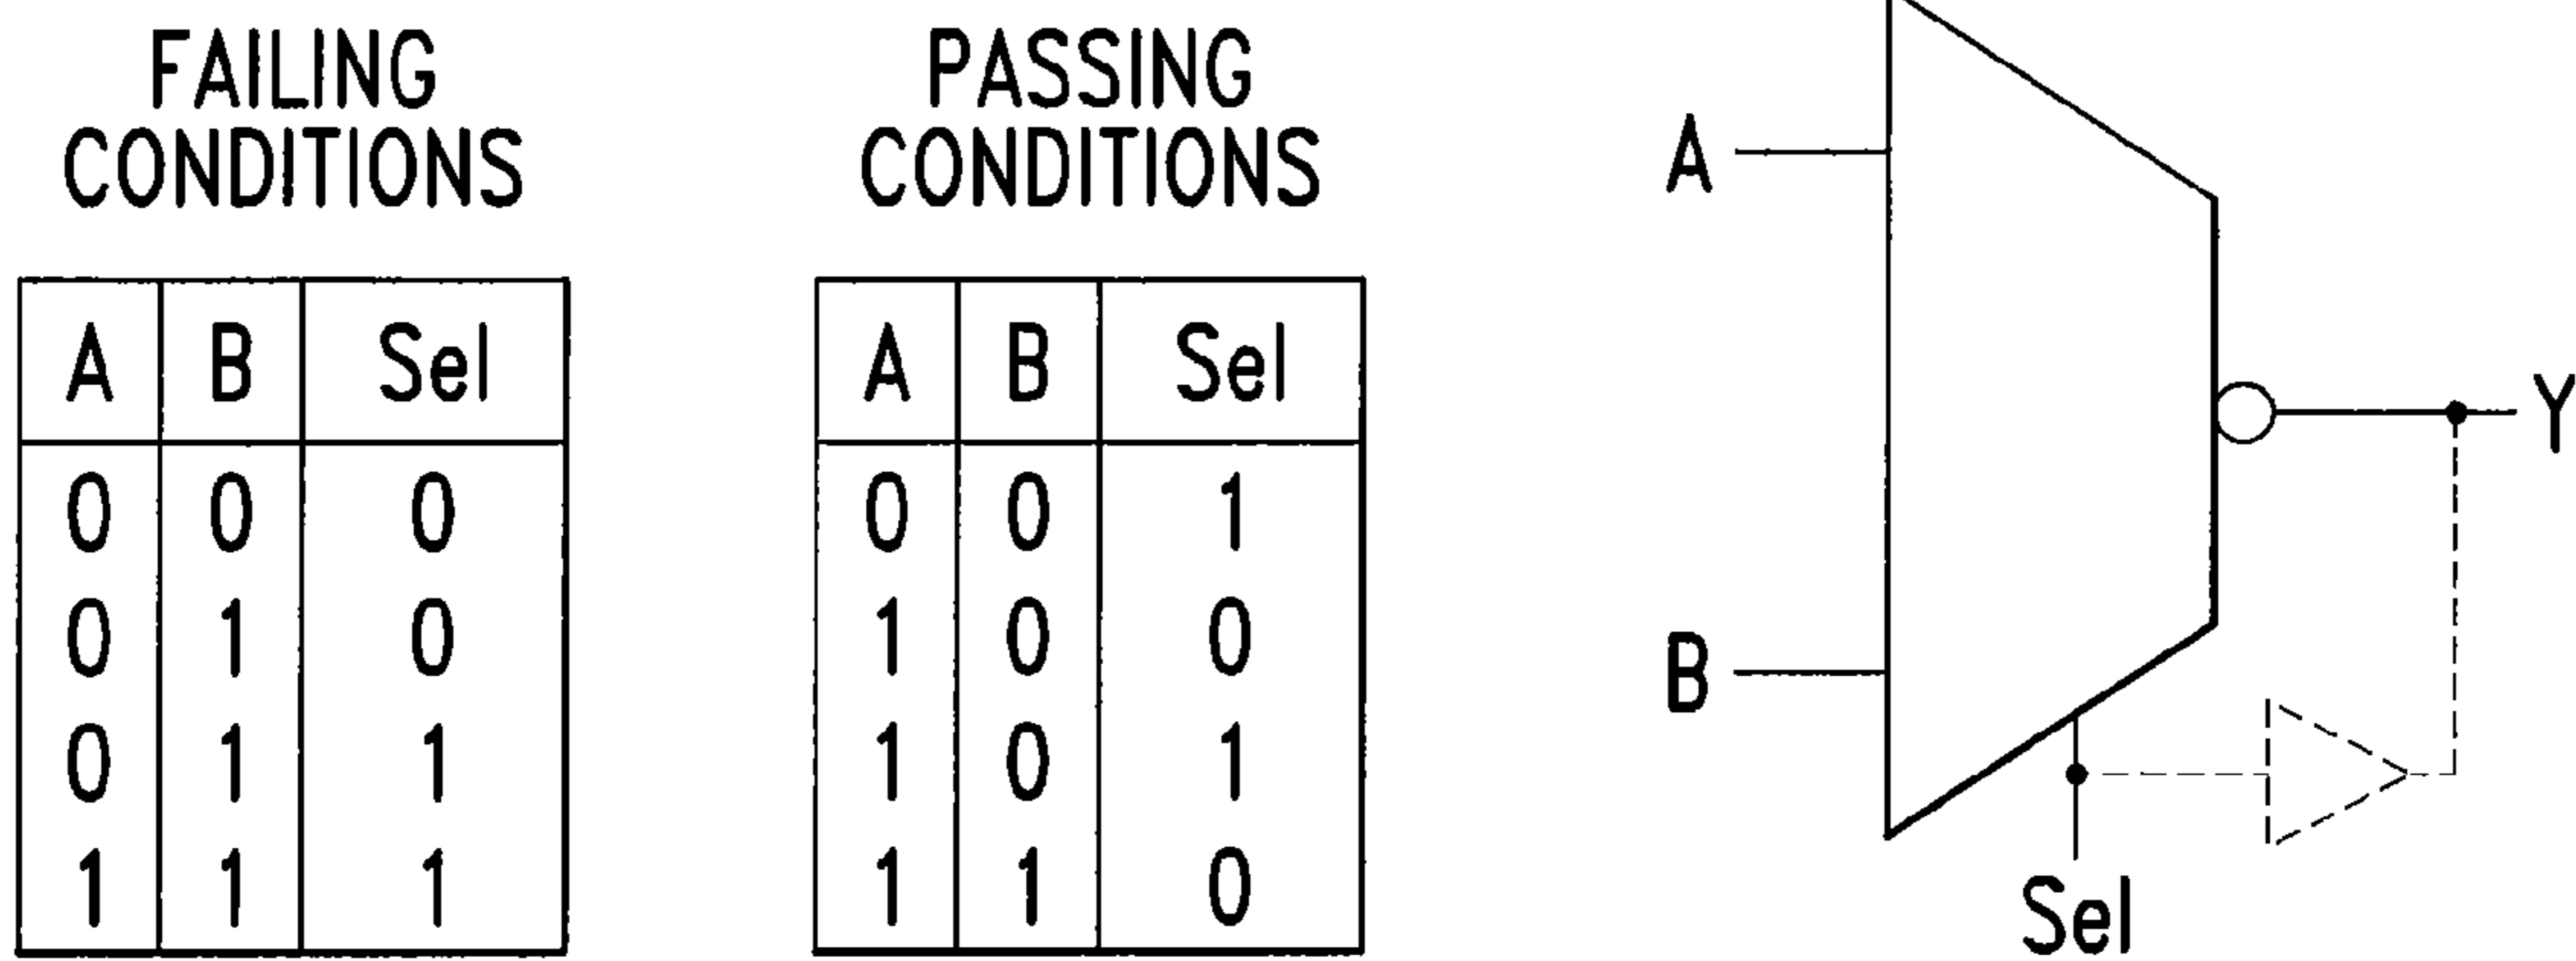 FAILING
CONDITIONS
A B Sel
0 0 0
0 1 0
0 1 1
1 1 1
PASSING
CONDITIONS
A B Sel
0 0 1
1 0 0
1 0 1
1 1 0
A
B
Y
Sel